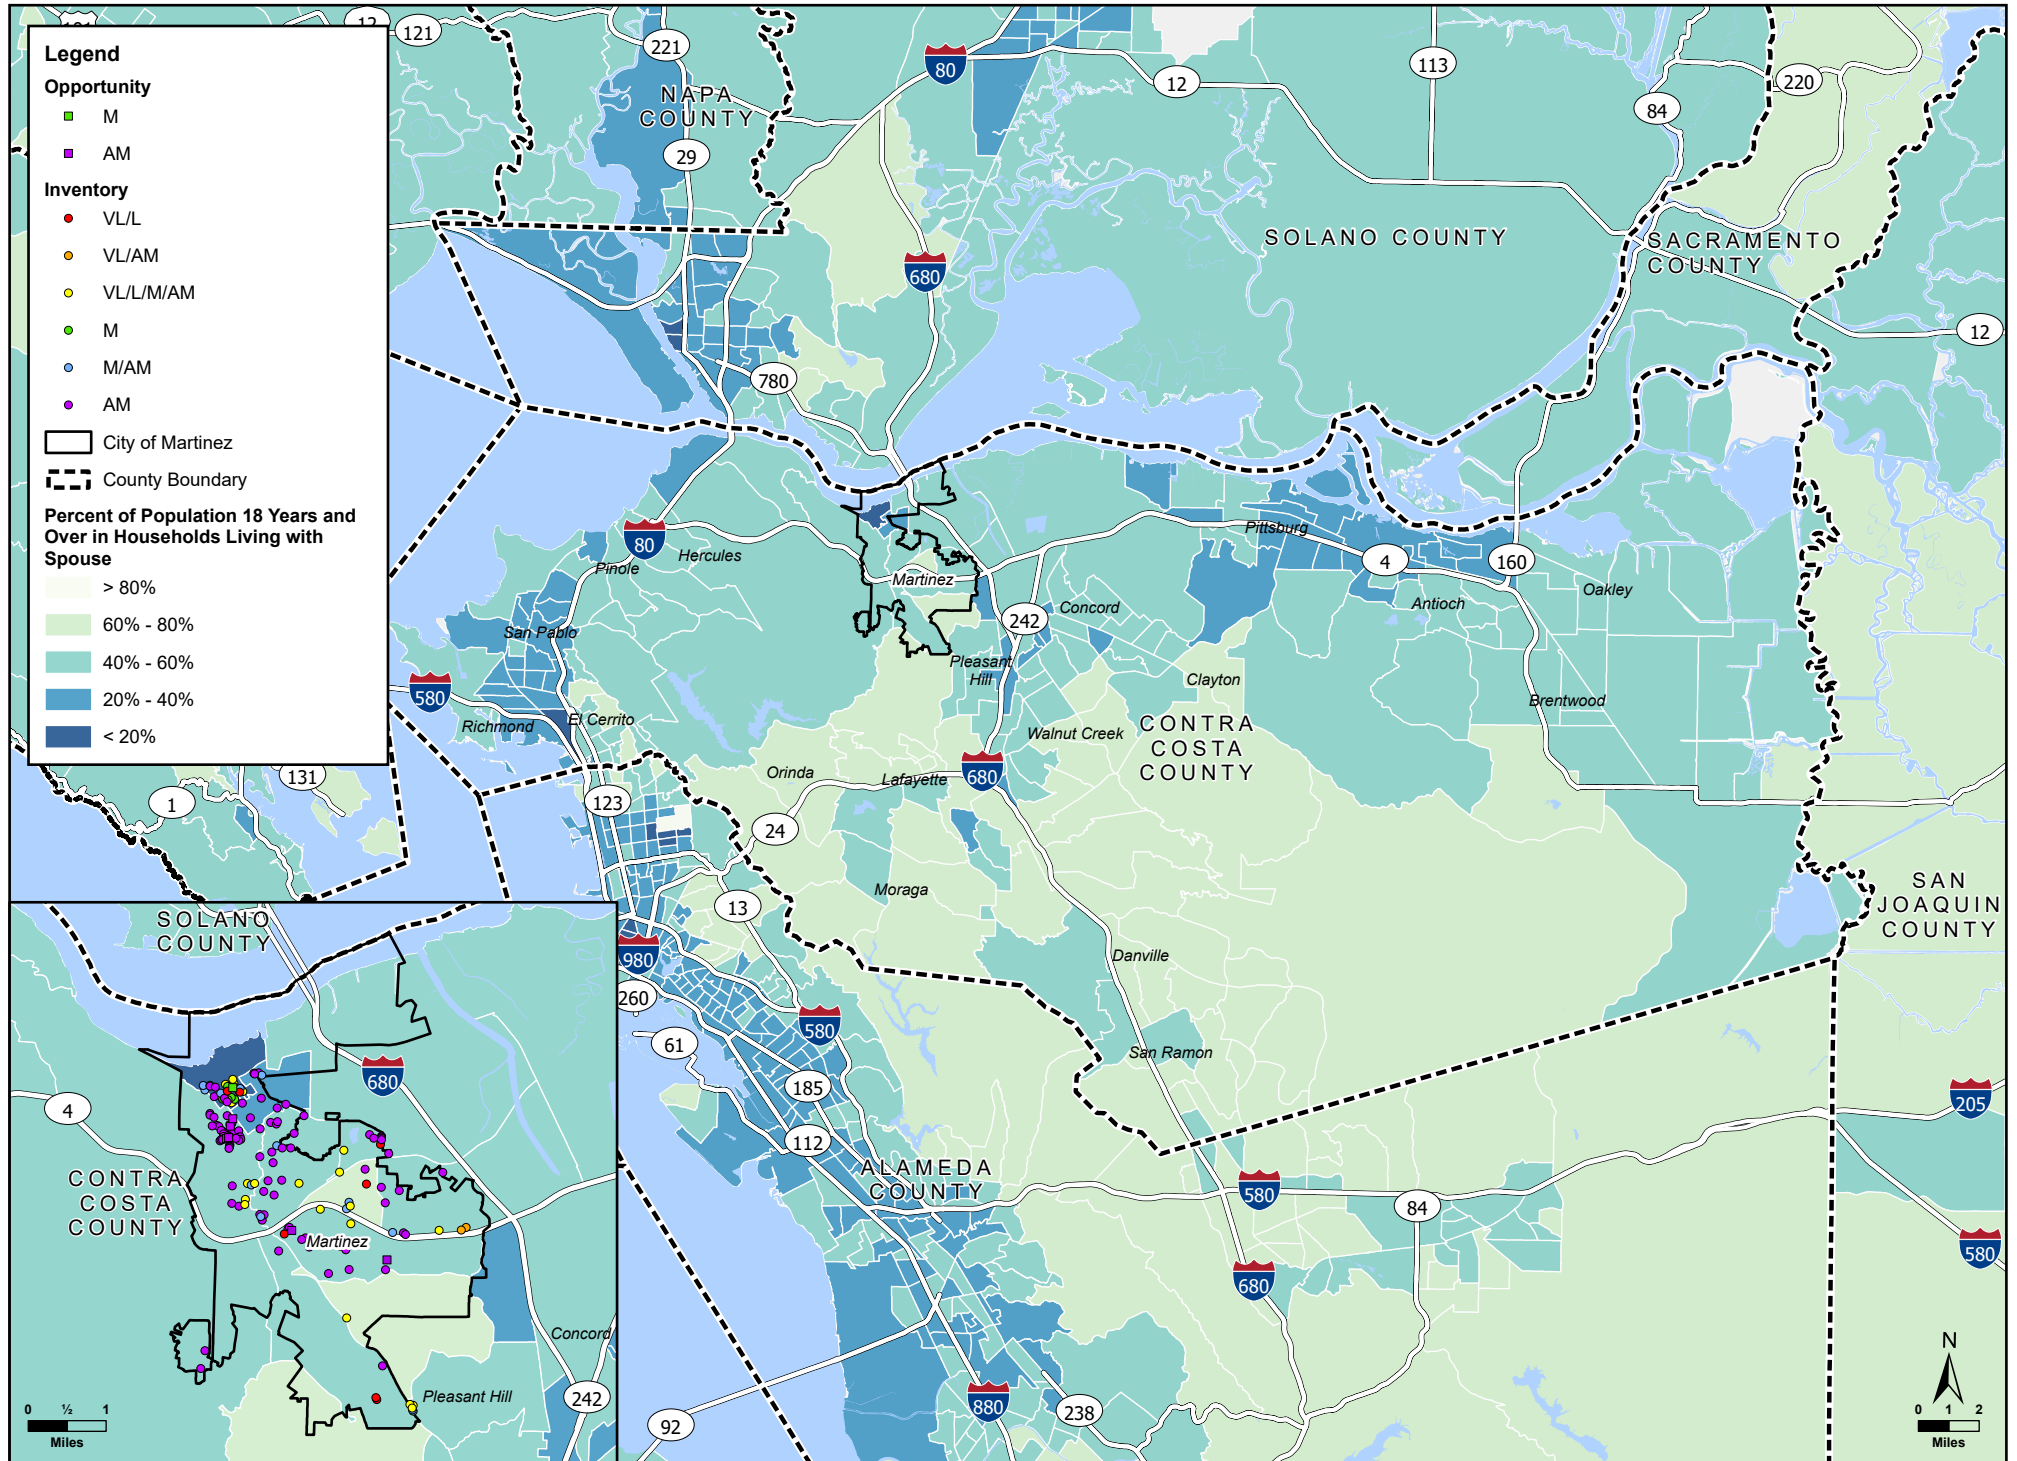 Legend
Opportunity
M
AM
Inventory
VL/L
VL/AM
VL/L/M/AM
M
M/AM
AM
City of Martinez
County Boundary
Percent of Population 18 Years and
Over in Households Living with
Spouse
> 80%
60% - 80%
40% - 60%
20% - 40%
< 20%
12
121
221
80
12
113
84
220
NAPA
COUNTY
29
SOLANO COUNTY
SACRAMENTO
COUNTY
680
12
780
80
Hercules
Pinole
Martinez
Pittsburg
4
160
Oakley
Antioch
Concord
242
San Pablo
Pleasant
Hill
Clayton
Brentwood
580
Richmond
El Cerrito
Walnut Creek
CONTRA
COSTA
COUNTY
Orinda
Lafayette
680
131
1
123
24
Moraga
13
SAN
JOAQUIN
COUNTY
980
Danville
260
580
61
San Ramon
185
205
112
ALAMEDA
COUNTY
580
84
580
680
880
238
92
SOLANO
COUNTY
680
4
CONTRA
COSTA
COUNTY
Martinez
Concord
Pleasant Hill
242
0 ½ 1
Miles
N
0 1 2
Miles